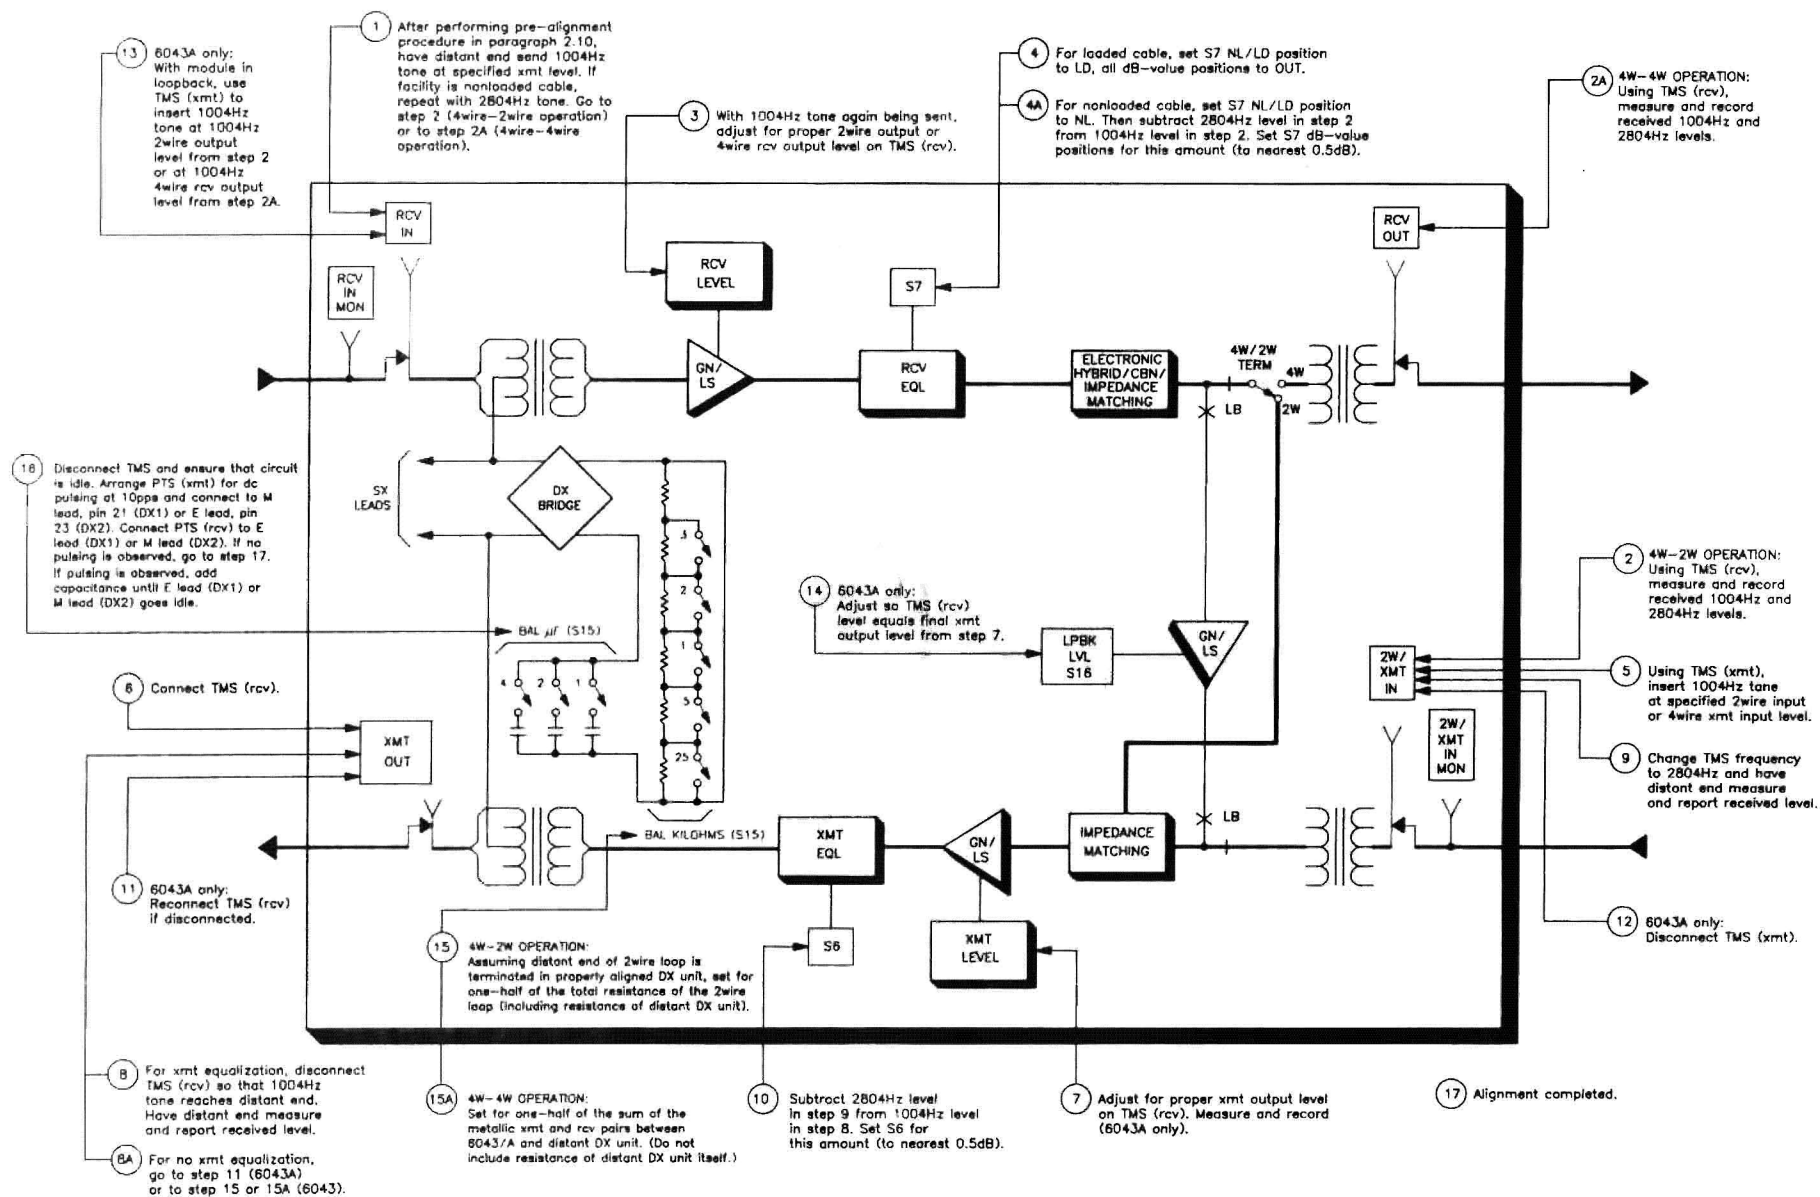 1 After performing pre-alignment
procedure in paragraph 2.10,
have distant end send 1004Hz
tone at specified xmt level. If
facility is nonloaded cable,
repeat with 2804Hz tone. Go to
step 2 (4wire-2wire operation)
or to step 2A (4wire-4wire
operation).
13 6043A only:
With module in
loopback, use
TMS (xmt) to
insert 1004Hz
tone at 1004Hz
2wire output
level from step 2
or at 1004Hz
4wire rcv output
level from step 2A.
3 With 1004Hz tone again being sent,
adjust for proper 2wire output or
4wire rcv output level on TMS (rcv).
4 For loaded cable, set S7 NL/LD position
to LD, all dB-value positions to OUT.
4A For nonloaded cable, set S7 NL/LD position
to NL. Then subtract 2804Hz level in step 2
from 1004Hz level in step 2. Set S7 dB-value
positions for this amount (to nearest 0.5dB).
2A 4W-4W OPERATION:
Using TMS (rcv),
measure and record
received 1004Hz and
2804Hz levels.
RCV
IN
RCV
IN
MON
RCV
LEVEL
S7
RCV
OUT
GN/
LS
RCV
EQL
ELECTRONIC
HYBRID/CBN/
IMPEDANCE
MATCHING
4W/2W
TERM
4W
2W
LB
16 Disconnect TMS and ensure that circuit
is idle. Arrange PTS (xmt) for dc
pulsing at 10pps and connect to M
lead, pin 21 (DX1) or E lead, pin
23 (DX2). Connect PTS (rcv) to E
lead (DX1) or M lead (DX2). If no
pulsing is observed, go to step 17.
If pulsing is observed, add
capacitance until E lead (DX1) or
M lead (DX2) goes idle.
SX
LEADS
DX
BRIDGE
.5
2
1
5
25
BAL µF (S15)
4
2
1
14 6043A only:
Adjust so TMS (rcv)
level equals final xmt
output level from step 7.
LPBK
LVL
S16
GN/
LS
2 4W-2W OPERATION:
Using TMS (rcv),
measure and record
received 1004Hz and
2804Hz levels.
2W/
XMT
IN
5 Using TMS (xmt),
insert 1004Hz tone
at specified 2wire input
or 4wire xmt input level.
2W/
XMT
IN
MON
9 Change TMS frequency
to 2804Hz and have
distant end measure
and report received level.
6 Connect TMS (rcv).
XMT
OUT
BAL KILOHMS (S15)
XMT
EQL
GN/
LS
IMPEDANCE
MATCHING
LB
11 6043A only:
Reconnect TMS (rcv)
if disconnected.
12 6043A only:
Disconnect TMS (xmt).
15 4W-2W OPERATION:
Assuming distant end of 2wire loop is
terminated in properly aligned DX unit, set for
one-half of the total resistance of the 2wire
loop (including resistance of distant DX unit).
S6
XMT
LEVEL
8 For xmt equalization, disconnect
TMS (rcv) so that 1004Hz
tone reaches distant end.
Have distant end measure
and report received level.
8A For no xmt equalization,
go to step 11 (6043A)
or to step 15 or 15A (6043).
15A 4W-4W OPERATION:
Set for one-half of the sum of the
metallic xmt and rcv pairs between
6043/A and distant DX unit. (Do not
include resistance of distant DX unit itself.)
10 Subtract 2804Hz level
in step 9 from 1004Hz level
in step 8. Set S6 for
this amount (to nearest 0.5dB).
7 Adjust for proper xmt output level
on TMS (rcv). Measure and record
(6043A only).
17 Alignment completed.